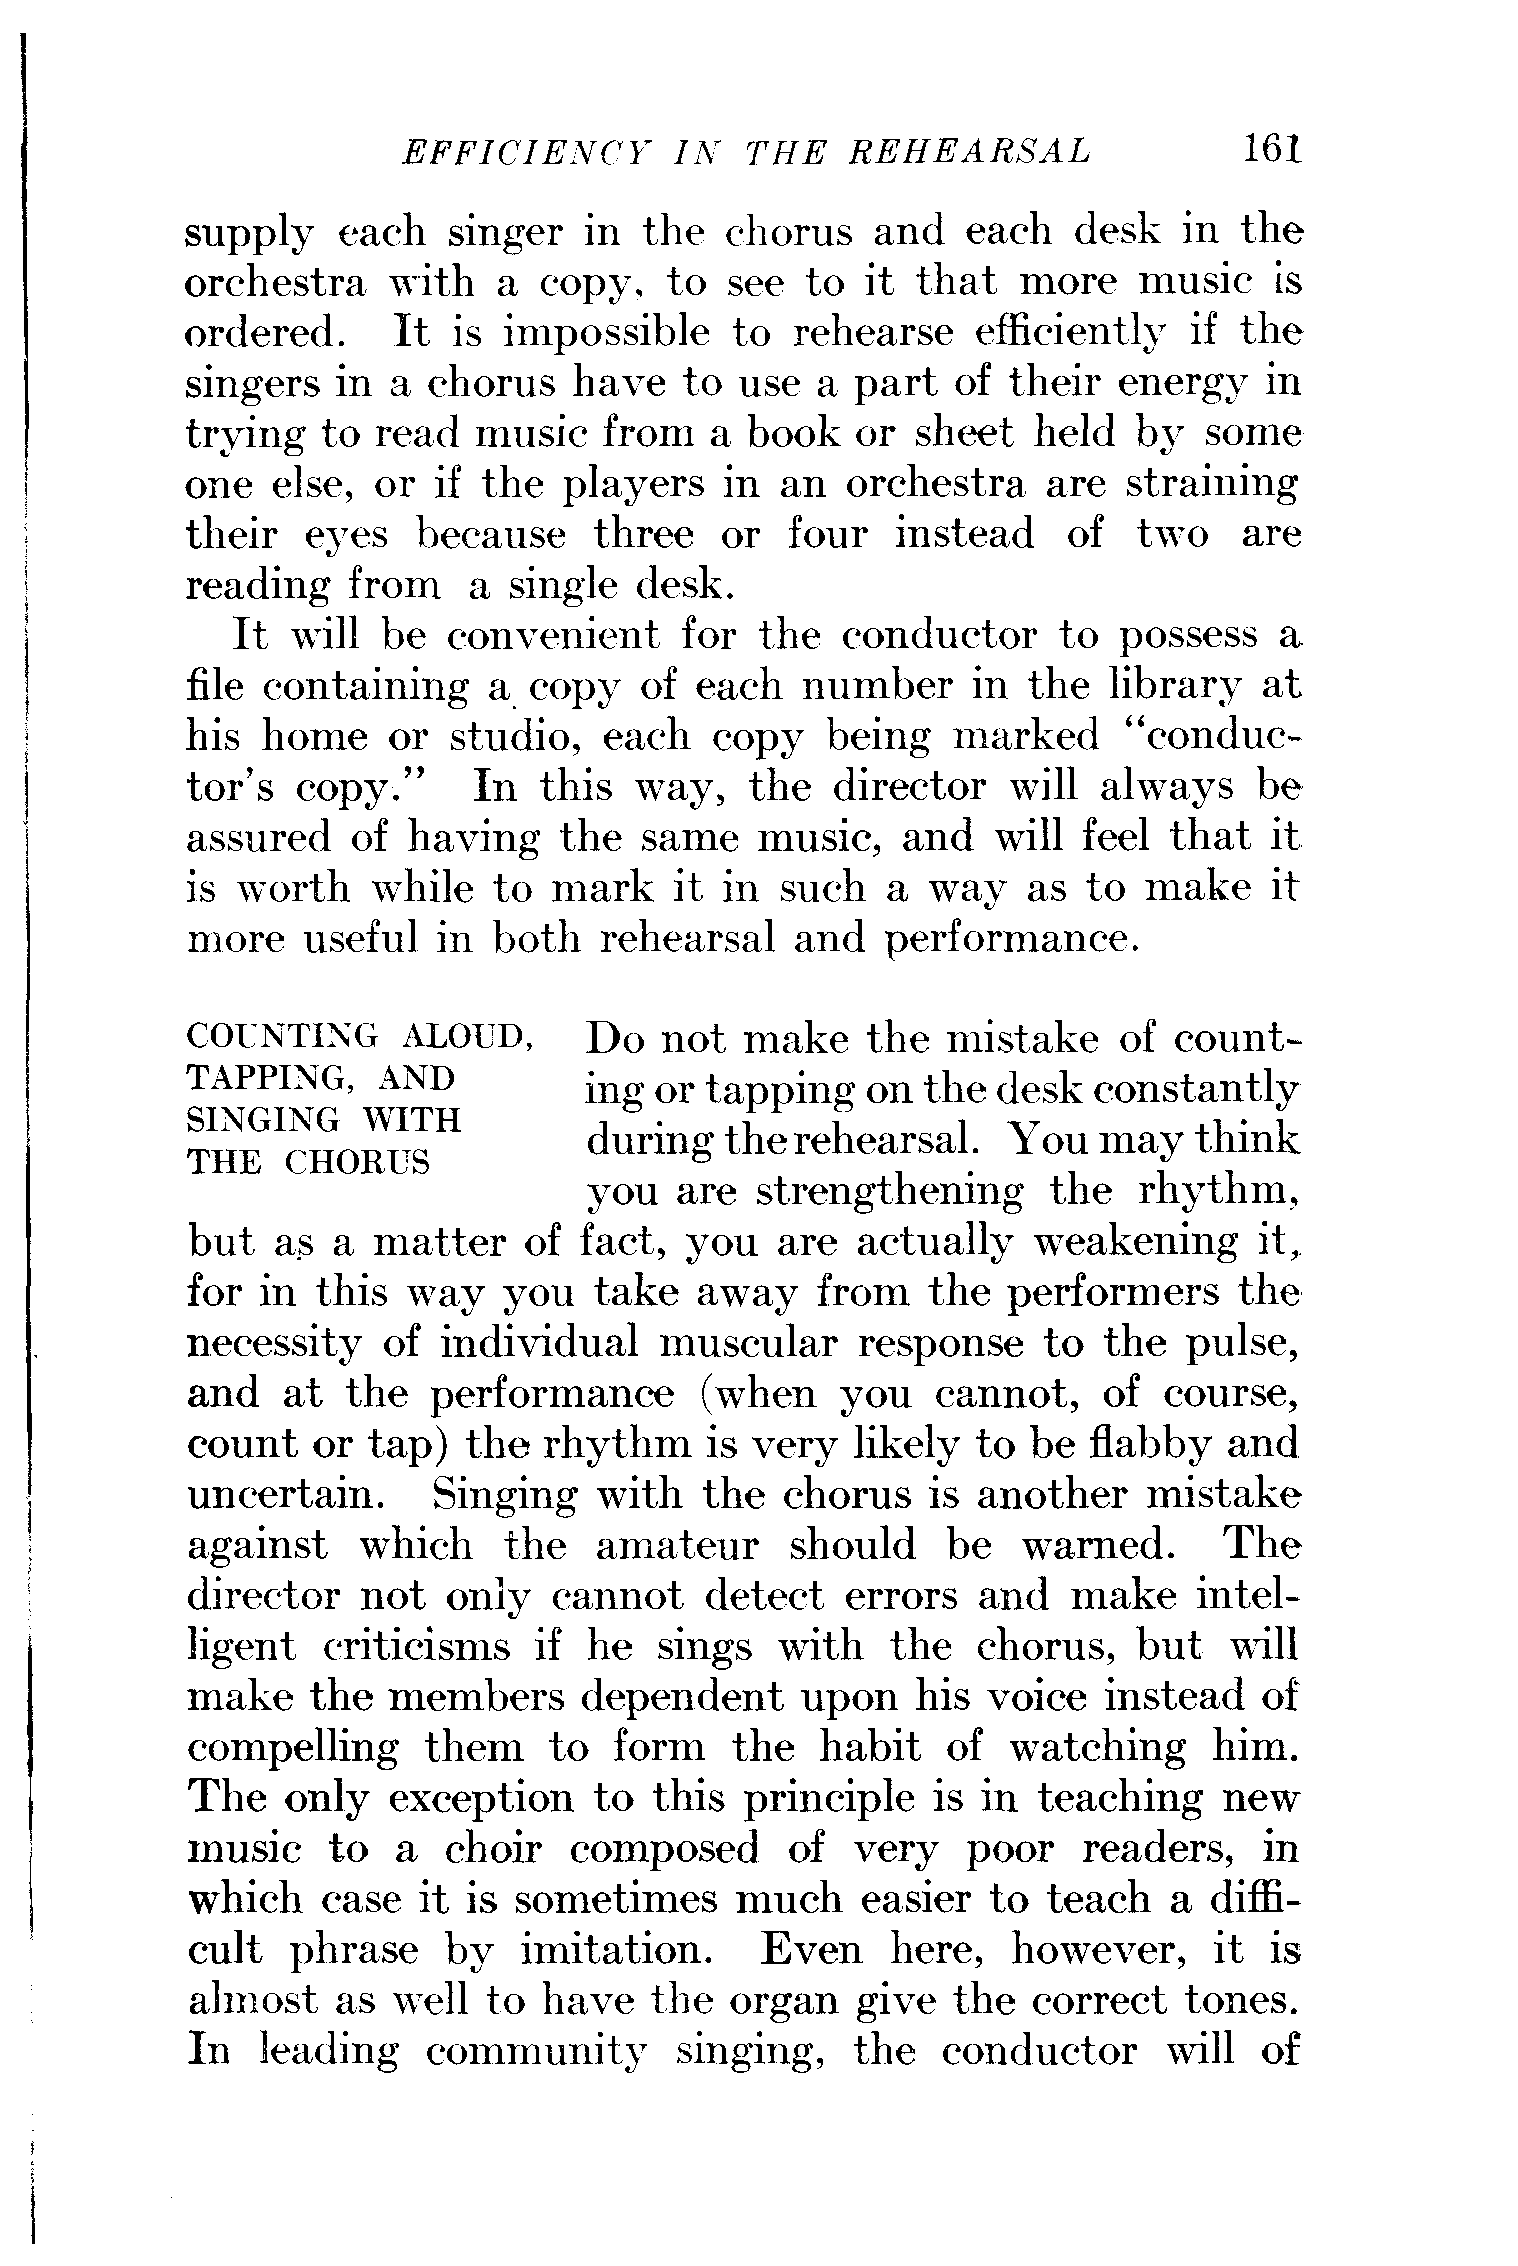 EFFICIENCY IN THE REHEARSAL 161
supply each singer in the chorus and each desk in the
orchestra with a copy, to see to it that more music is
ordered. It is impossible to rehearse efficiently if the
singers in a chorus have to use a part of their energy in
trying to read music from a book or sheet held by some
one else, or if the players in an orchestra are straining
their eyes because three or four instead of two are
reading from a single desk.
It will be convenient for the conductor to possess a
file containing a copy of each number in the library at
his home or studio, each copy being marked “conduc-
tor's copy.” In this way, the director will always be
assured of having the same music, and will feel that it
is worth while to mark it in such a way as to make it
more useful in both rehearsal and performance.
COUNTING ALOUD,
TAPPING, AND
SINGING WITH
THE CHORUS
Do not make the mistake of count-
ing or tapping on the desk constantly
during the rehearsal. You may think
you are strengthening the rhythm,
but as a matter of fact, you are actually weakening it,
for in this way you take away from the performers the
necessity of individual muscular response to the pulse,
and at the performance (when you cannot, of course,
count or tap) the rhythm is very likely to be flabby and
uncertain. Singing with the chorus is another mistake
against which the amateur should be warned. The
director not only cannot detect errors and make intel-
ligent criticisms if he sings with the chorus, but will
make the members dependent upon his voice instead of
compelling them to form the habit of watching him.
The only exception to this principle is in teaching new
music to a choir composed of very poor readers, in
which case it is sometimes much easier to teach a diffi-
cult phrase by imitation. Even here, however, it is
almost as well to have the organ give the correct tones.
In leading community singing, the conductor will of